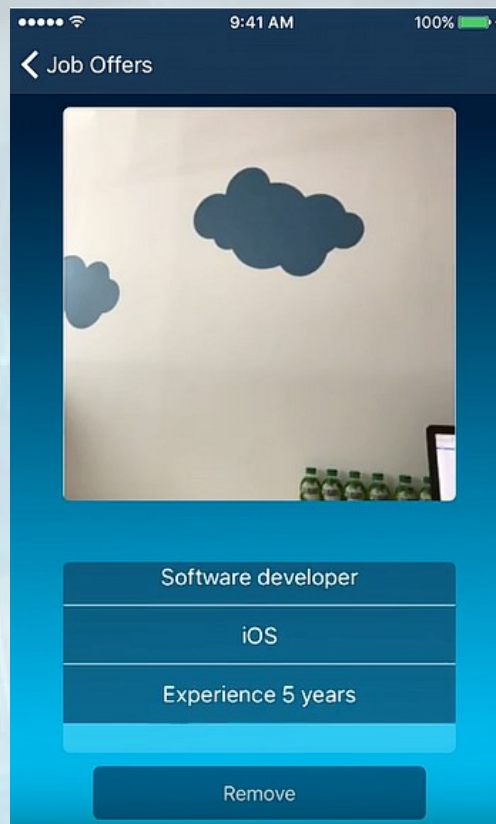 9:41 AM
100%
Job Offers
Software developer
iOS
Experience 5 years
Remove